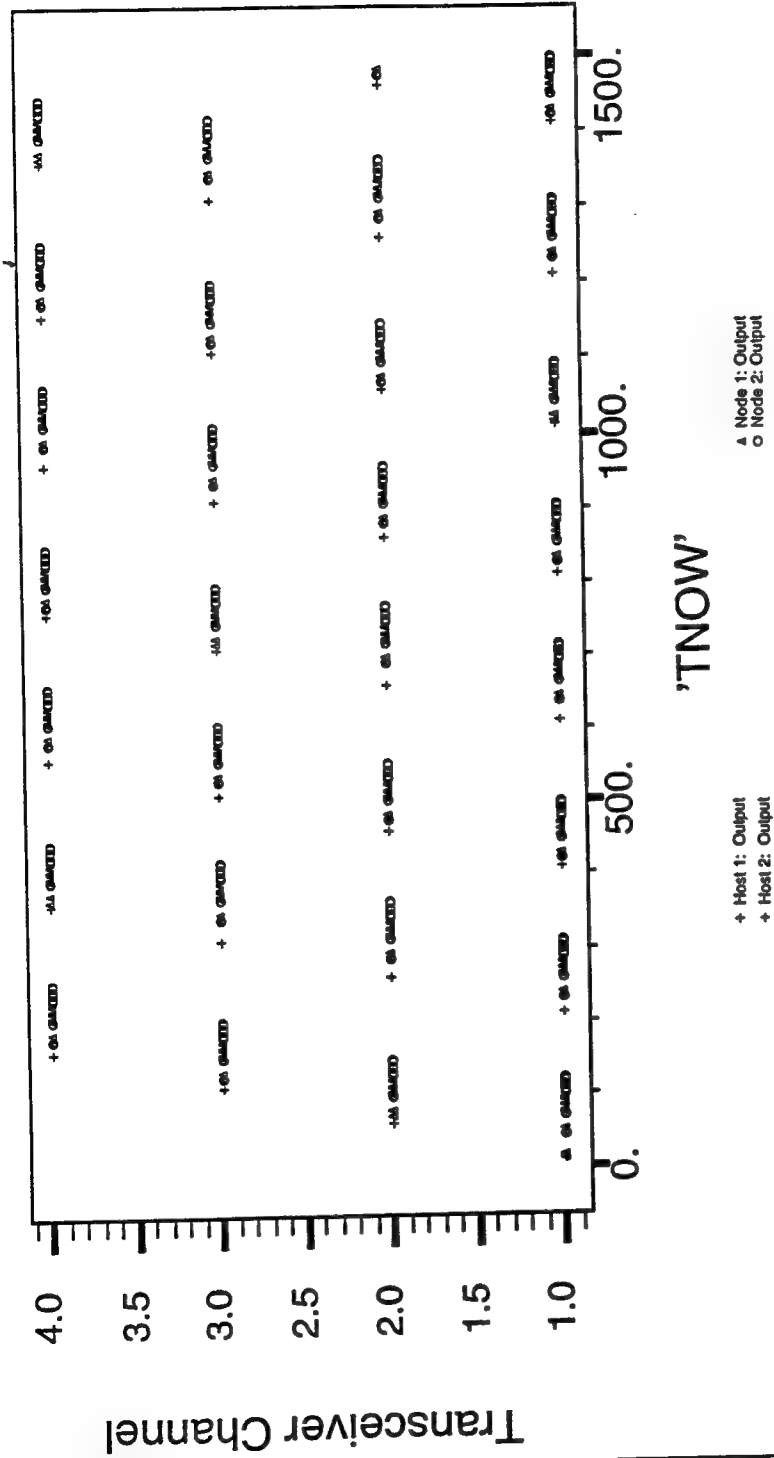 Transceiver Channel
4.0
3.5
3.0
2.5
2.0
1.5
1.0
0.
500.
1000.
1500.
'TNOW'
+ Host 1: Output
+ Host 2: Output
▵ Node 1: Output
o Node 2: Output